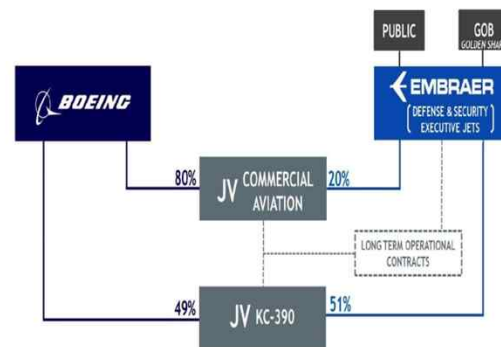 PUBLIC
GOB
GOLDEN SHAR
BOEING
EMBRAER
DEFENSE & SECURITY
EXECUTIVE JETS
80%
JV COMMERCIAL
AVIATION
20%
LONG TERM OPERATIONAL
CONTRACTS
49%
JV KC-390
51%